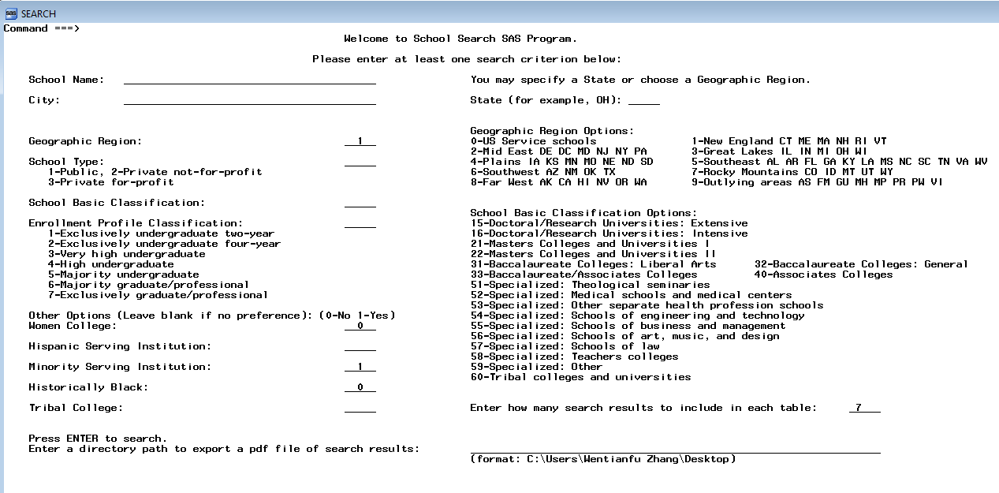 sas SEARCH
Command ===>
Welcome to School Search SAS Program.
Please enter at least one search criterion below:
School Name: You may specify a State or choose a Geographic Region.
City: State (for example, OH):
Geographic Region Options:
Geographic Region: 1 0-US Service schools 1-New England CT ME MA NH RI VT
2-Mid East DE DC MD NJ NY PA 3-Great Lakes IL IN MI OH WI
School Type: 4-Plains IA KS MN MO NE ND SD 5-Southeast AL AR FL GA KY LA MS NC SC TN VA WV
1-Public, 2-Private not-for-profit 6-Southwest AZ NM OK TX 7-Rocky Mountains CO ID MT UT WY
3-Private for-profit 8-Far West AK CA HI NV OR WA 9-Outlying areas AS FM GU MH MP PR PW VI
School Basic Classification:
School Basic Classification Options:
Enrollment Profile Classification: 15-Doctoral/Research Universities: Extensive
1-Exclusively undergraduate two-year 16-Doctoral/Research Universities: Intensive
2-Exclusively undergraduate four-year 21-Masters Colleges and Universities I
3-Very high undergraduate 22-Masters Colleges and Universities II
4-High undergraduate 31-Baccalaureate Colleges: Liberal Arts 32-Baccalaureate Colleges: General
5-Majority undergraduate 33-Baccalaureate/Associates Colleges 40-Associates Colleges
6-Majority graduate/professional 51-Specialized: Theological seminaries
7-Exclusively graduate/professional 52-Specialized: Medical schools and medical centers
53-Specialized: Other separate health profession schools
Other Options (Leave blank if no preference): (0-No 1-Yes) 54-Specialized: Schools of engineering and technology
Women College: 0 55-Specialized: Schools of business and management
56-Specialized: Schools of art, music, and design
Hispanic Serving Institution: 57-Specialized: Schools of law
58-Specialized: Teachers colleges
Minority Serving Institution: 1 59-Specialized: Other
60-Tribal colleges and universities
Historically Black: 0
Tribal College: Enter how many search results to include in each table: 7
Press ENTER to search.
Enter a directory path to export a pdf file of search results:
(format: C:\Users\Wentianfu Zhang\Desktop)